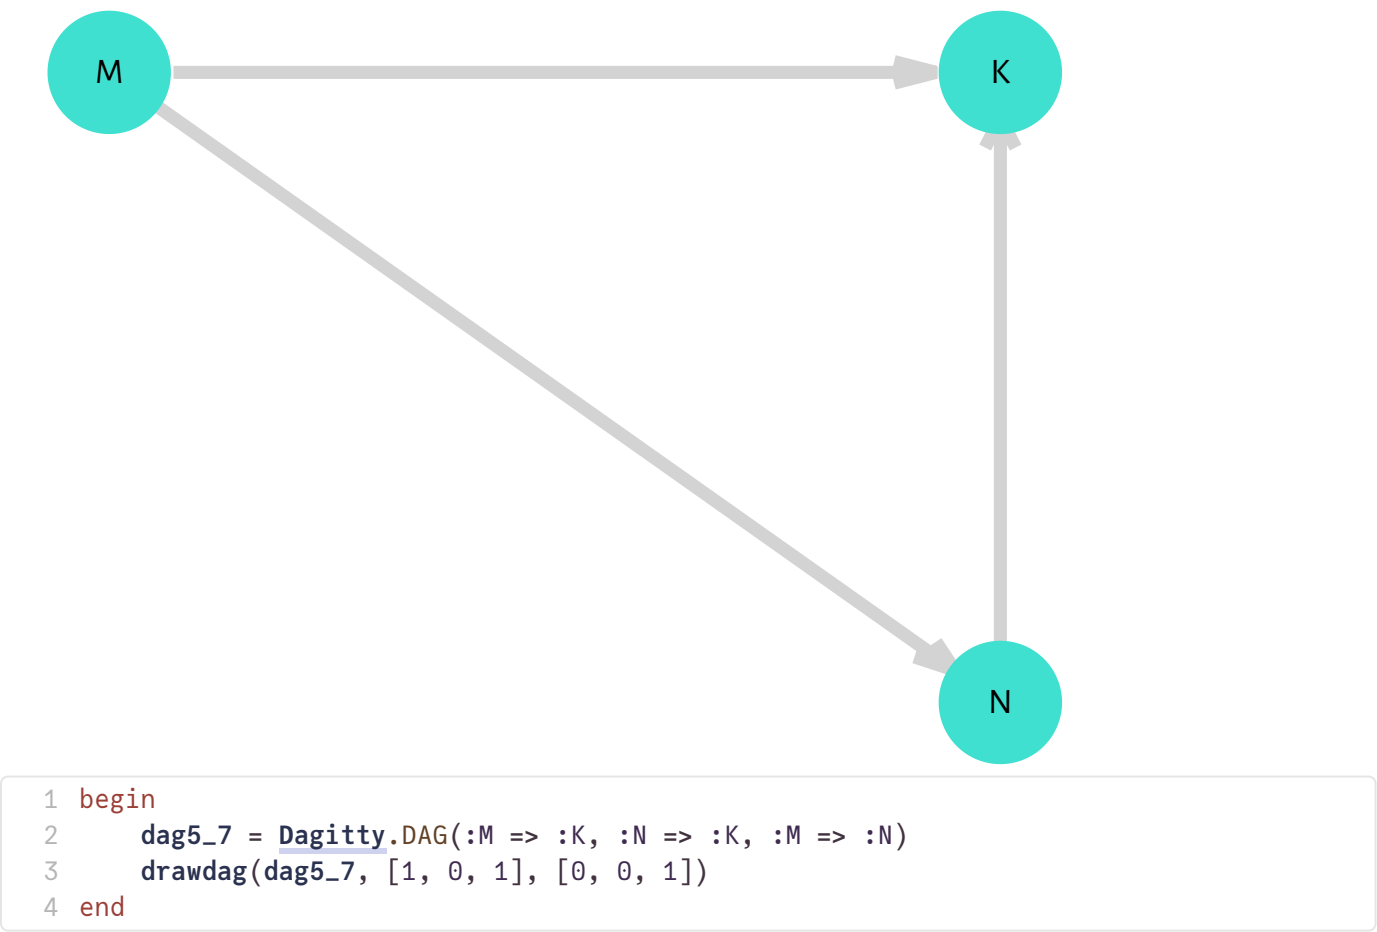 M
K
N
1 begin
2     dag5_7 = Dagitty.DAG(:M => :K, :N => :K, :M => :N)
3     drawdag(dag5_7, [1, 0, 1], [0, 0, 1])
4 end